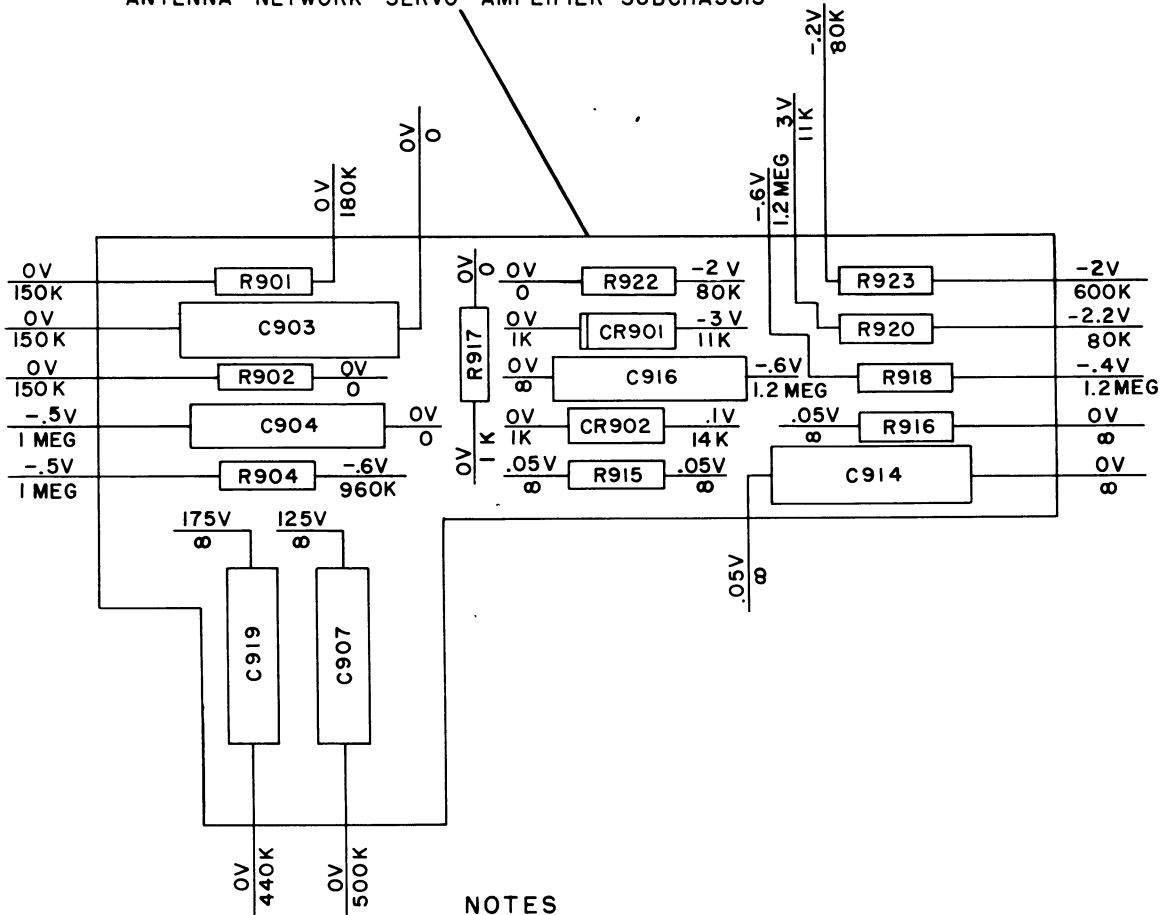 ANTENNA NETWORK SERVO AMPLIFIER SUBCHASSIS
-.2V
80K
3V
11K
0V
0
-.6V
1.2 MEG
0V
180K
0V
150K
R901
0V
0
0V
0
R922
-2 V
80K
R923
-2V
600K
0V
150K
C903
R917
0V
1K
CR901
-3V
11K
R920
-2.2V
80K
0V
150K
R902
0V
0
0V
∞
C916
-.6V
1.2 MEG
R918
-.4V
1.2MEG
-.5V
1 MEG
C904
0V
0
0V
1 K
0V
1K
CR902
.1V
14K
.05V
∞
R916
0V
∞
-.5V
1 MEG
R904
-.6V
960K
.05V
∞
R915
.05V
∞
C914
0V
∞
175V
∞
125V
∞
.05V
∞
C919
C907
0V
440K
0V
500K
NOTES